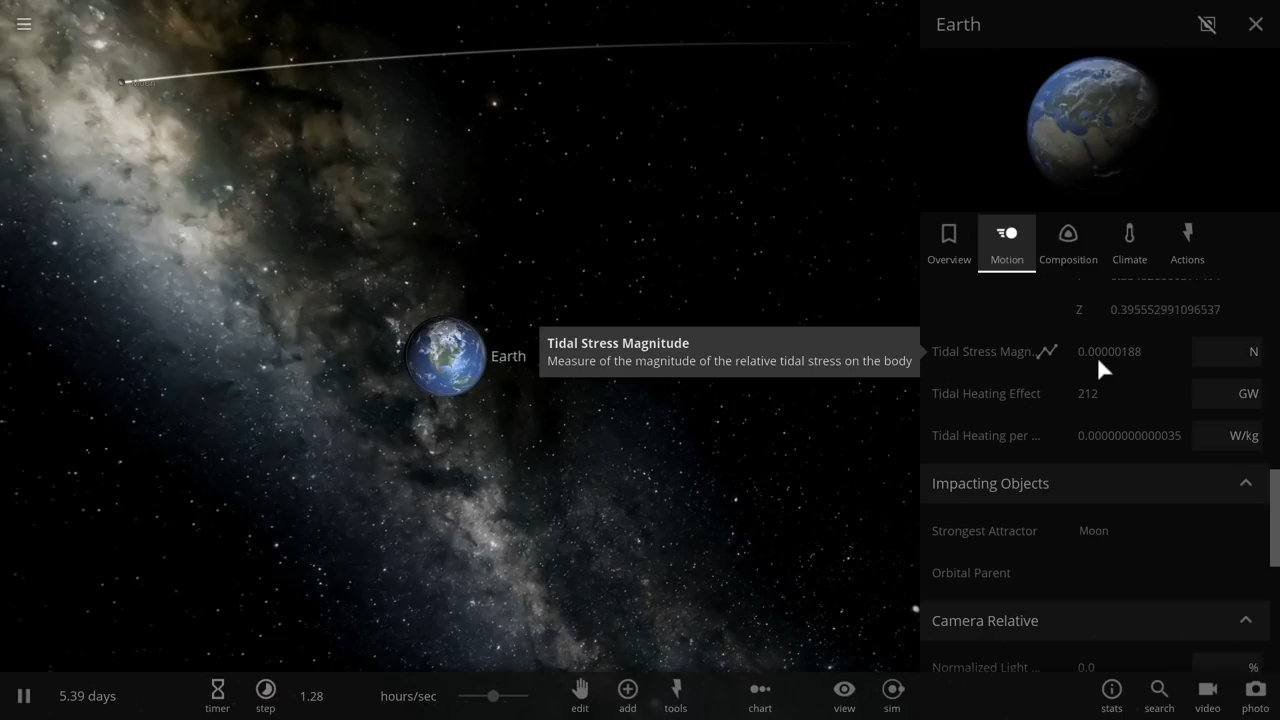 Earth
Moon
Overview
Motion
Composition
Climate
Actions
Z 0.395552991096537
Tidal Stress Magnitude
Measure of the magnitude of the relative tidal stress on the body
Earth
Tidal Stress Magn... 0.00000188 N
Tidal Heating Effect 212 GW
Tidal Heating per ... 0.00000000000035 W/kg
Impacting Objects
Strongest Attractor Moon
Orbital Parent
Camera Relative
Normalized Light ... 0.0 %
5.39 days
timer
step
1.28 hours/sec
edit
add
tools
chart
view
sim
stats
search
video
photo